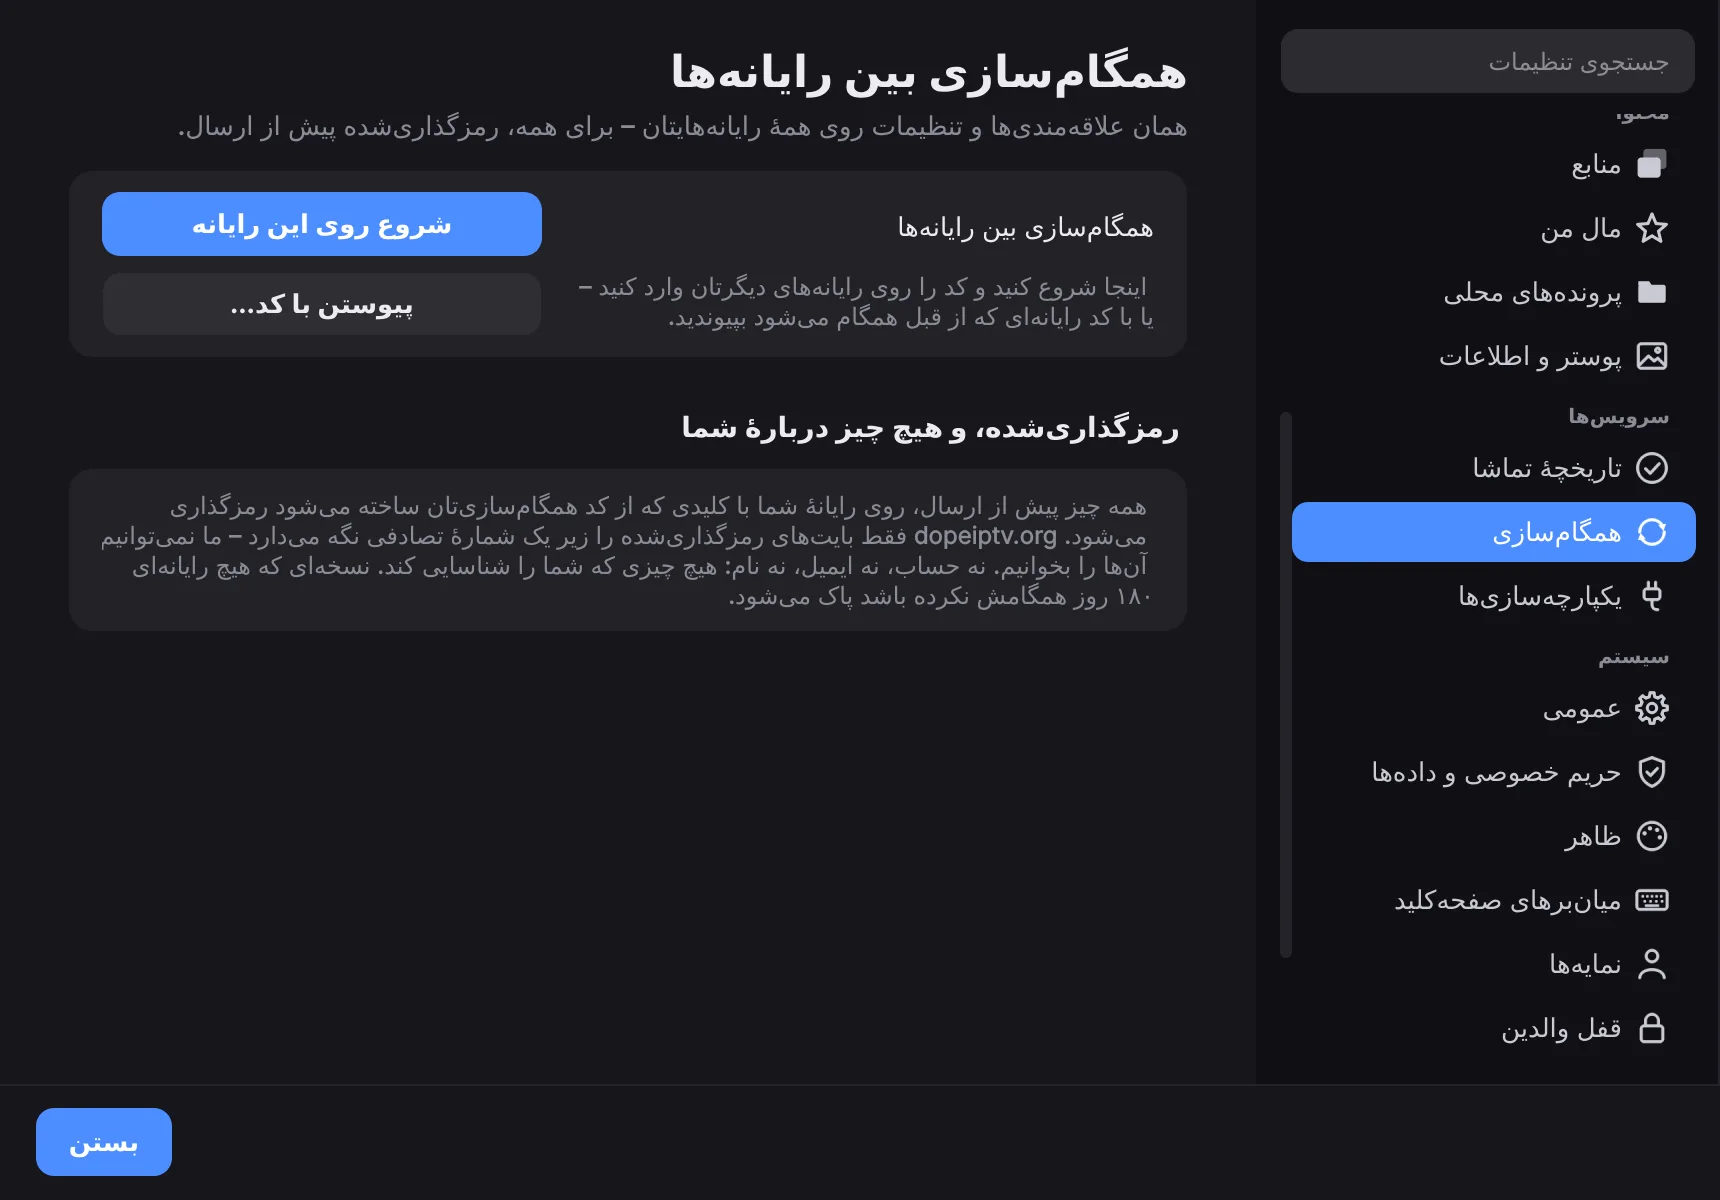 جستجوی تنظیمات
منابع
مال من
پرونده‌های محلی
پوستر و اطلاعات
سرویس‌ها
تاریخچهٔ تماشا
همگام‌سازی
یکپارچه‌سازی‌ها
سیستم
عمومی
حریم خصوصی و داده‌ها
ظاهر
میان‌برهای صفحه‌کلید
نمایه‌ها
قفل والدین
همگام‌سازی بین رایانه‌ها
همان علاقه‌مندی‌ها و تنظیمات روی همهٔ رایانه‌هایتان – برای همه، رمزگذاری‌شده پیش از ارسال.
همگام‌سازی بین رایانه‌ها
شروع روی این رایانه
اینجا شروع کنید و کد را روی رایانه‌های دیگرتان وارد کنید –
یا با کد رایانه‌ای که از قبل همگام می‌شود بپیوندید.
پیوستن با کد...
رمزگذاری‌شده، و هیچ چیز دربارهٔ شما
همه چیز پیش از ارسال، روی رایانهٔ شما با کلیدی که از کد همگام‌سازی‌تان ساخته می‌شود رمزگذاری
می‌شود. dopeiptv.org فقط بایت‌های رمزگذاری‌شده را زیر یک شمارهٔ تصادفی نگه می‌دارد – ما نمی‌توانیم
آن‌ها را بخوانیم. نه حساب، نه ایمیل، نه نام: هیچ چیزی که شما را شناسایی کند. نسخه‌ای که هیچ رایانه‌ای
۱۸۰ روز همگامش نکرده باشد پاک می‌شود.
بستن